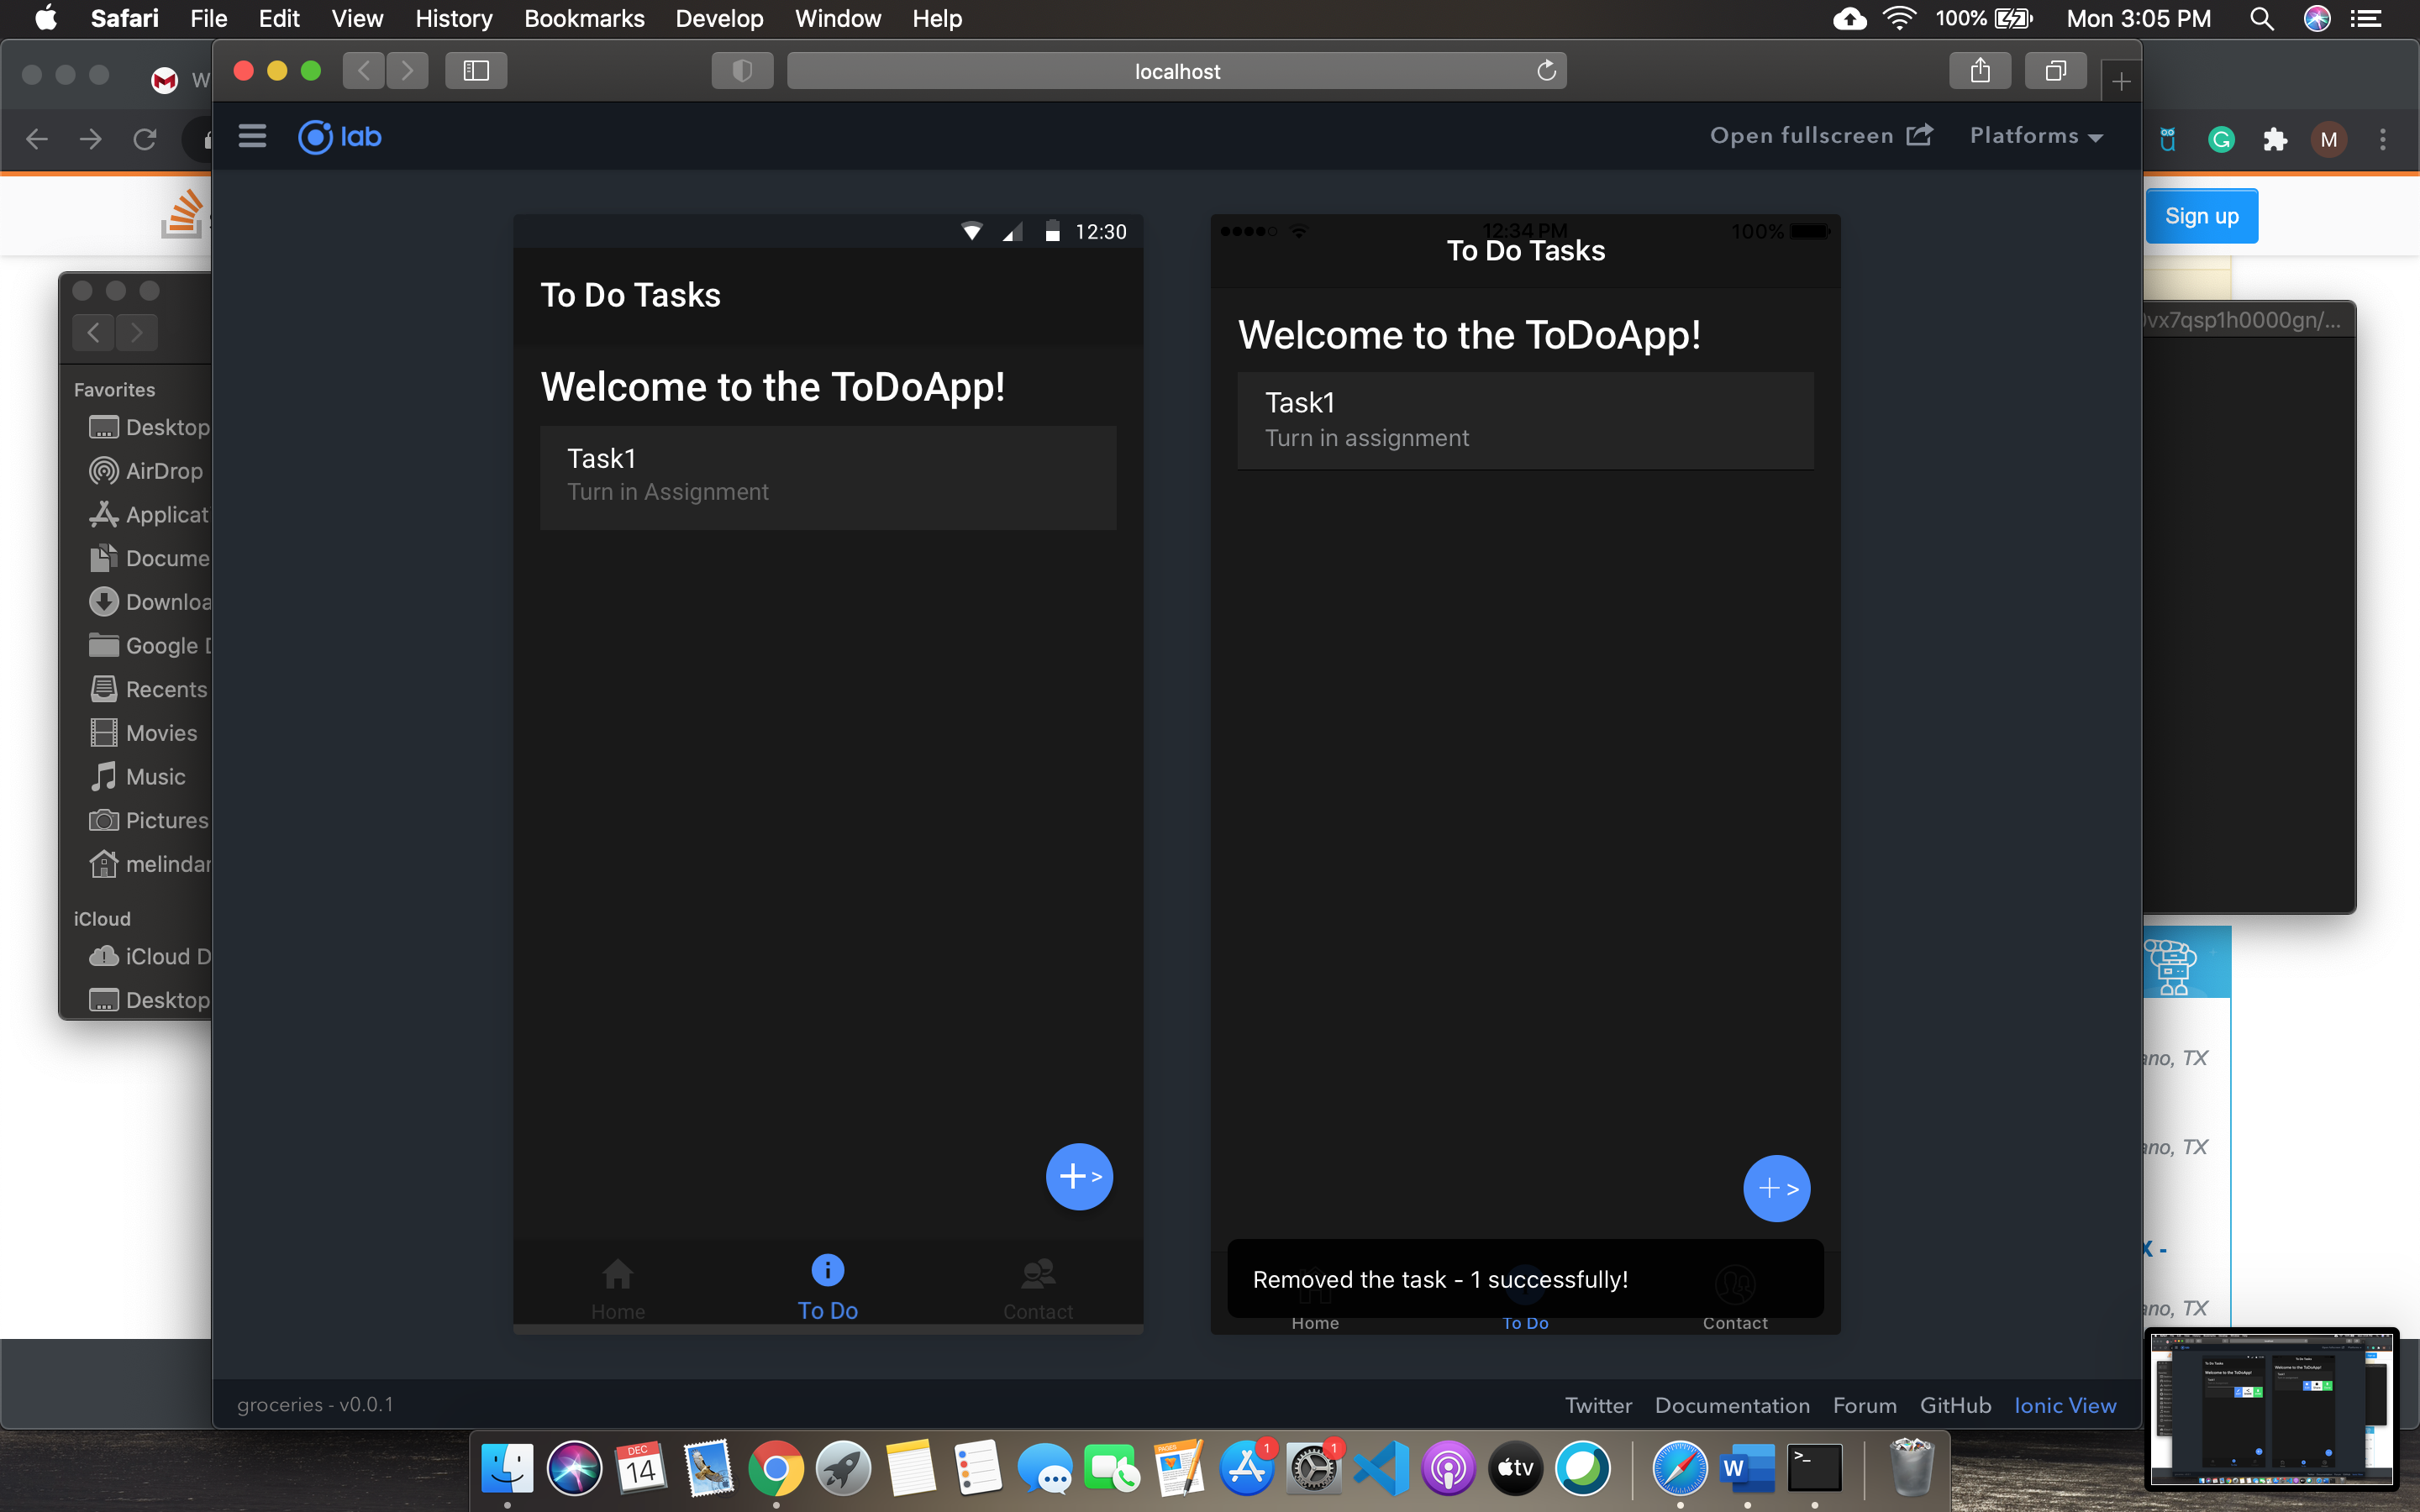 Safari File Edit View History Bookmarks Develop Window Help 100% Mon 3:05 PM
W
localhost
lab
Open fullscreen Platforms
M
Sign up
12:30
To Do Tasks
Welcome to the ToDoApp!
Task1
Turn in Assignment
+ >
Home To Do Contact
12:34 PM 100%
To Do Tasks
Welcome to the ToDoApp!
Task1
Turn in assignment
+ >
Removed the task - 1 successfully!
Home To Do Contact
Favorites
Desktop
AirDrop
Applicat
Docume
Downloa
Google D
Recents
Movies
Music
Pictures
melindar
iCloud
iCloud D
Desktop
0vx7qsp1h0000gn/...
ano, TX
ano, TX
X -
ano, TX
groceries - v0.0.1
Twitter Documentation Forum GitHub Ionic View
DEC
14
PAGES
1
1
tv
W
>_